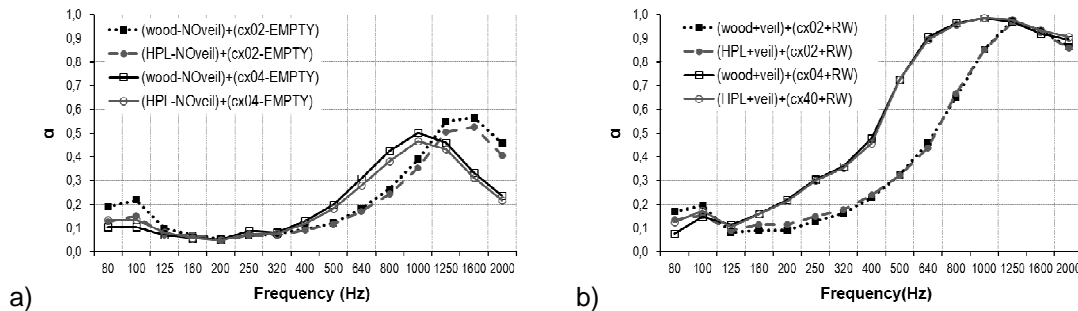 α
1,0
0,9
0,8
0,7
0,6
0,5
0,4
0,3
0,2
0,1
0,0
(wood-NOveil)+(cx02-EMPTY)
(HPL-NOveil)+(cx02-EMPTY)
(wood-NOveil)+(cx04-EMPTY)
(HPL-NOveil)+(cx04-EMPTY)
80 100 125 160 200 250 320 400 500 640 800 1000 1250 1600 2000
Frequency (Hz)
a)
α
1,0
0,9
0,8
0,7
0,6
0,5
0,4
0,3
0,2
0,1
0,0
(wood+veil)+(cx02+RW)
(HPL+veil)+(cx02+RW)
(wood+veil)+(cx04+RW)
(HPL+veil)+(cx40+RW)
80 100 125 160 200 250 320 400 500 640 800 1000 1250 1600 2000
Frequency(Hz)
b)